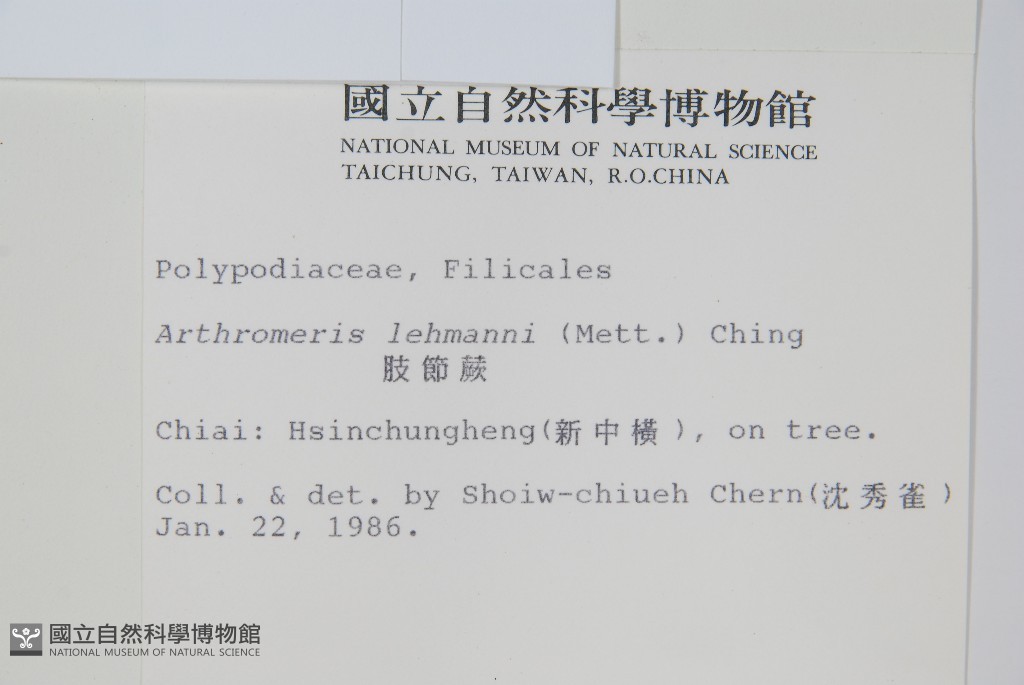 國立自然科學博物館
NATIONAL MUSEUM OF NATURAL SCIENCE
TAICHUNG, TAIWAN, R.O.CHINA
Polypodiaceae, Filicales
Arthromeris lehmanni (Mett.) Ching
肢節蕨
Chiai: Hsinchungheng(新中橫), on tree.
Coll. & det. by Shoiw-chiueh Chern(沈秀雀)
Jan. 22, 1986.
國立自然科學博物館
NATIONAL MUSEUM OF NATURAL SCIENCE